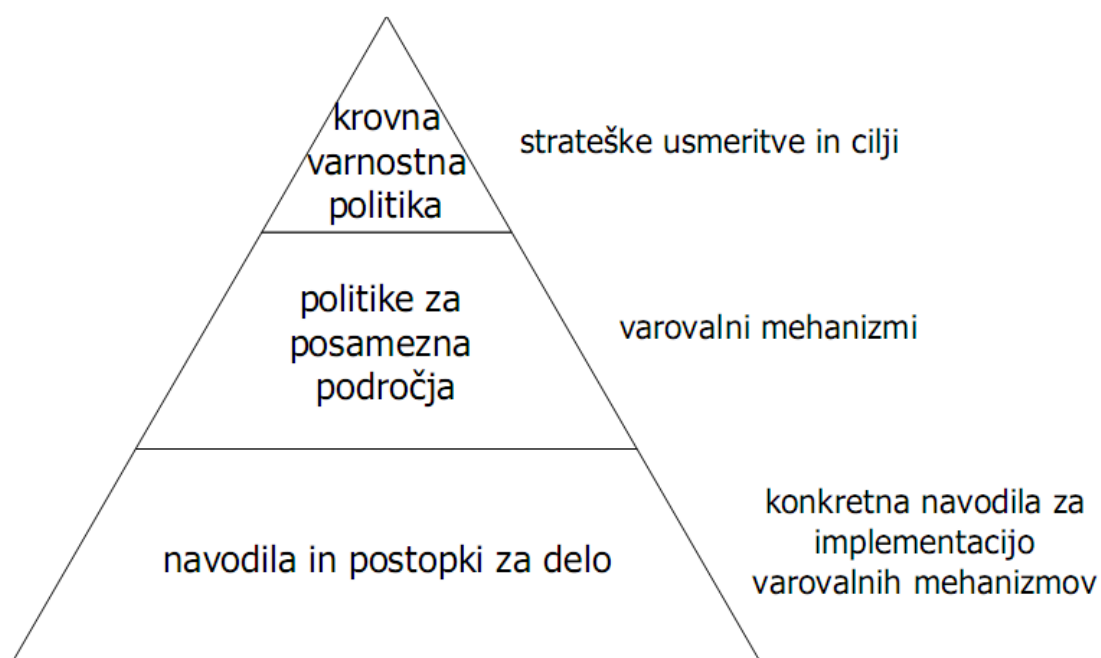 krovna
varnostna
politika
strateške usmeritve in cilji
politike za
posamezna
področja
varovalni mehanizmi
navodila in postopki za delo
konkretna navodila za
implementacijo
varovalnih mehanizmov